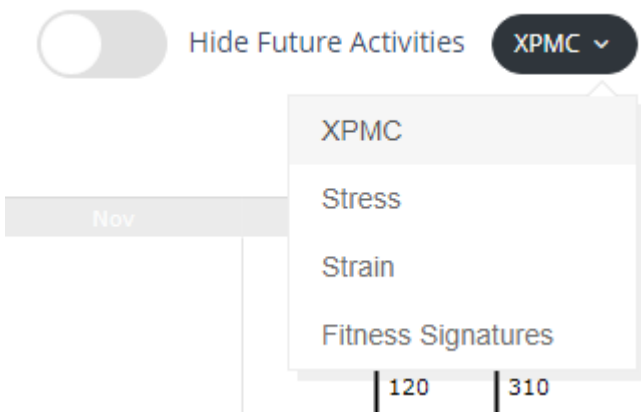 Hide Future Activities XPMC
XPMC
Stress
Nov
Strain
Fitness Signatures
120 310